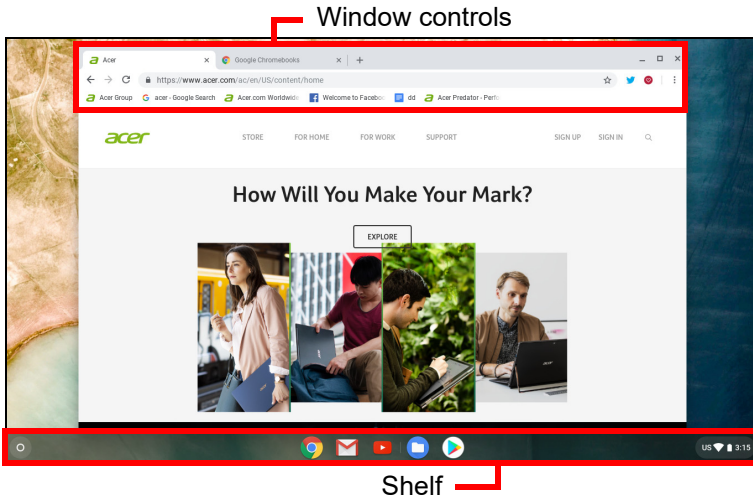 Window controls
Acer Google Chromebooks
https://www.acer.com/ac/en/US/content/home
Acer Group acer - Google Search Acer.com Worldwide Welcome to Faceboo dd Acer Predator - Perfo
acer STORE FOR HOME FOR WORK SUPPORT SIGN UP SIGN IN
How Will You Make Your Mark?
EXPLORE
US 3:15
Shelf